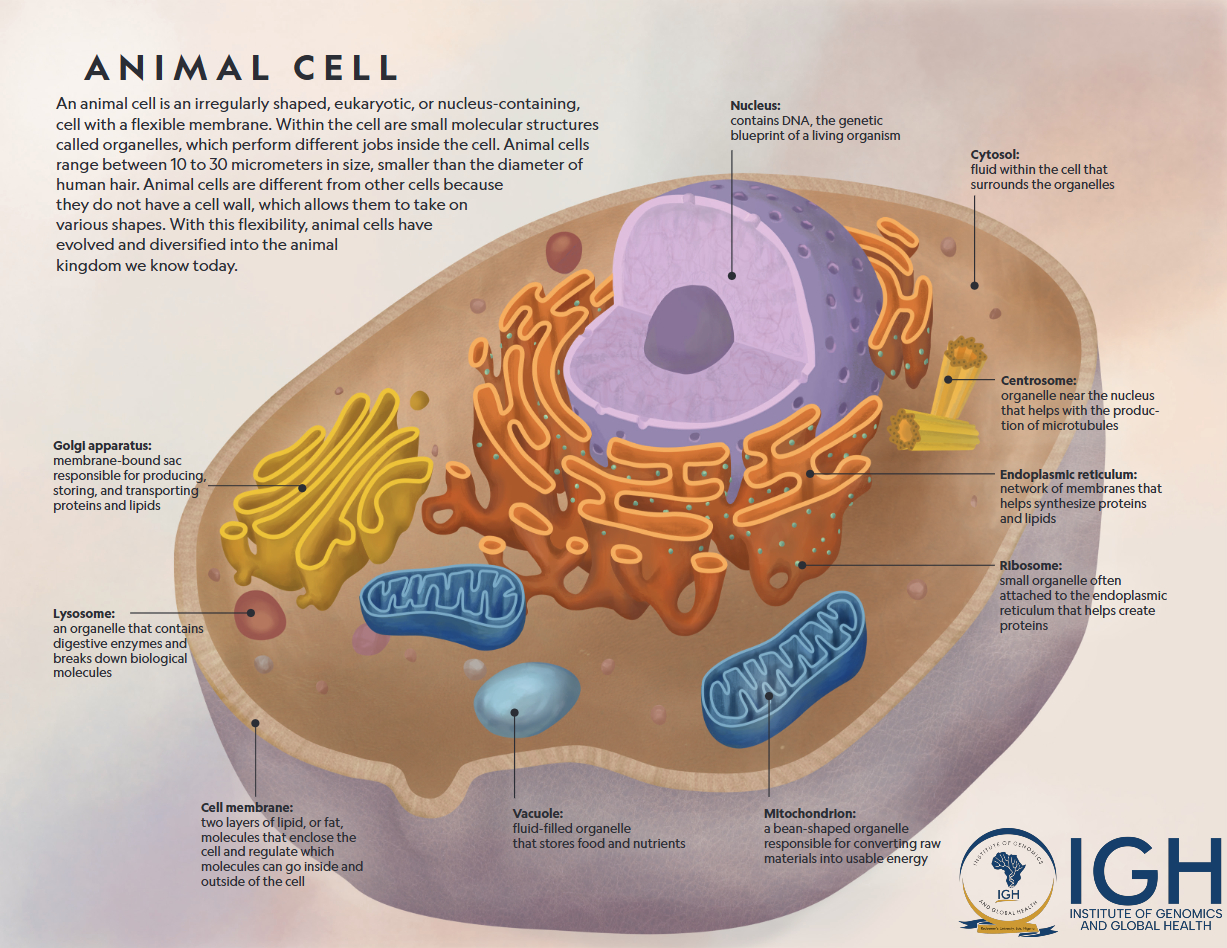 ANIMAL CELL
An animal cell is an irregularly shaped, eukaryotic, or nucleus-containing,
cell with a flexible membrane. Within the cell are small molecular structures
called organelles, which perform different jobs inside the cell. Animal cells
range between 10 to 30 micrometers in size, smaller than the diameter of
human hair. Animal cells are different from other cells because
they do not have a cell wall, which allows them to take on
various shapes. With this flexibility, animal cells have
evolved and diversified into the animal
kingdom we know today.
Nucleus:
contains DNA, the genetic
blueprint of a living organism
Cytosol:
fluid within the cell that
surrounds the organelles
Centrosome:
organelle near the nucleus
that helps with the produc-
tion of microtubules
Golgi apparatus:
membrane-bound sac
responsible for producing,
storing, and transporting
proteins and lipids
Endoplasmic reticulum:
network of membranes that
helps synthesize proteins
and lipids
Ribosome:
small organelle often
attached to the endoplasmic
reticulum that helps create
proteins
Lysosome:
an organelle that contains
digestive enzymes and
breaks down biological
molecules
Cell membrane:
two layers of lipid, or fat,
molecules that enclose the
cell and regulate which
molecules can go inside and
outside of the cell
Vacuole:
fluid-filled organelle
that stores food and nutrients
Mitochondrion:
a bean-shaped organelle
responsible for converting raw
materials into usable energy
INSTITUTE OF GENOMICS
IGH
AND GLOBAL HEALTH
IGH
INSTITUTE OF GENOMICS
AND GLOBAL HEALTH